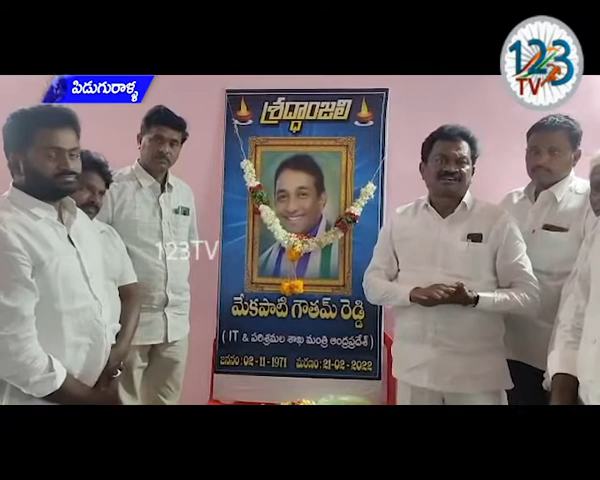 పిడుగురాళ్ళ
123
TV
శ్రద్ధాంజలి
123TV
మేకపాటి గౌతమ్ రెడ్డి
( IT & పరిశ్రమల శాఖ మంత్రి ఆంధ్రప్రదేశ్ )
జననం : 02 - 11 -1971 మరణం : 21-02 - 2022